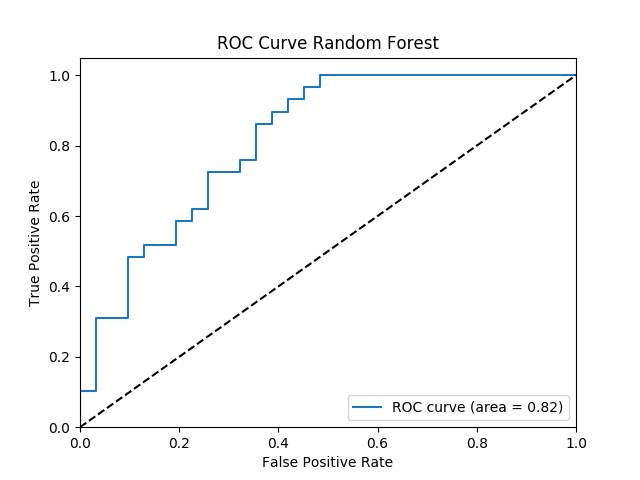 ROC Curve Random Forest
True Positive Rate
1.0
0.8
0.6
0.4
0.2
0.0
0.0 0.2 0.4 0.6 0.8 1.0
False Positive Rate
ROC curve (area = 0.82)